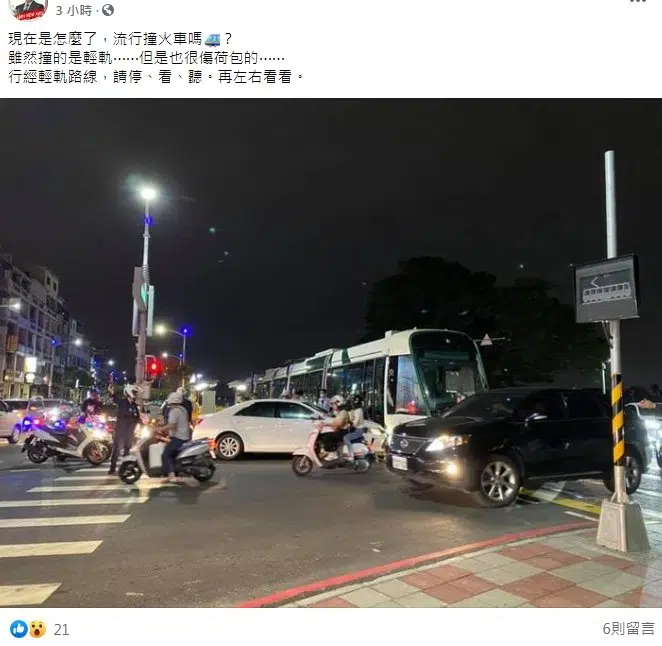 3 小時·
現在是怎麼了，流行撞火車嗎🚈？
雖然撞的是輕軌⋯⋯但是也很傷荷包的⋯⋯
行經輕軌路線，請停、看、聽。再左右看看。
21
6則留言